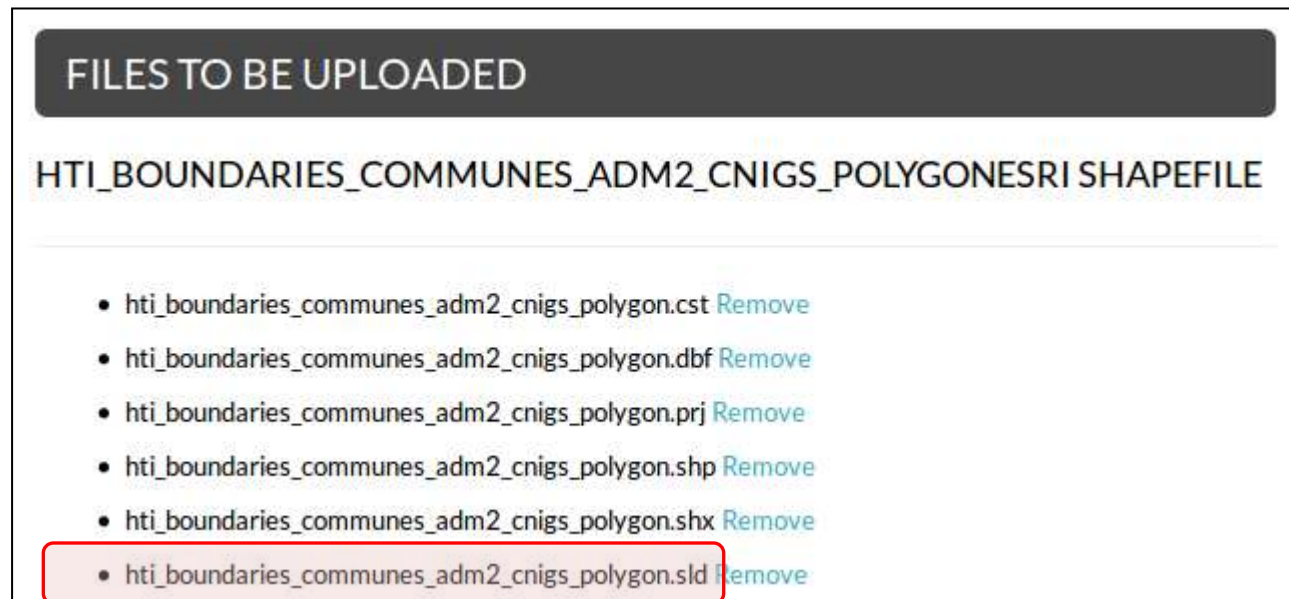 FILES TO BE UPLOADED
HTI_BOUNDARIES_COMMUNES_ADM2_CNIGS_POLYGONESRI SHAPEFILE
• hti_boundaries_communes_adm2_cnigs_polygon.cst Remove
• hti_boundaries_communes_adm2_cnigs_polygon.dbf Remove
• hti_boundaries_communes_adm2_cnigs_polygon.prj Remove
• hti_boundaries_communes_adm2_cnigs_polygon.shp Remove
• hti_boundaries_communes_adm2_cnigs_polygon.shx Remove
• hti_boundaries_communes_adm2_cnigs_polygon.sld Remove